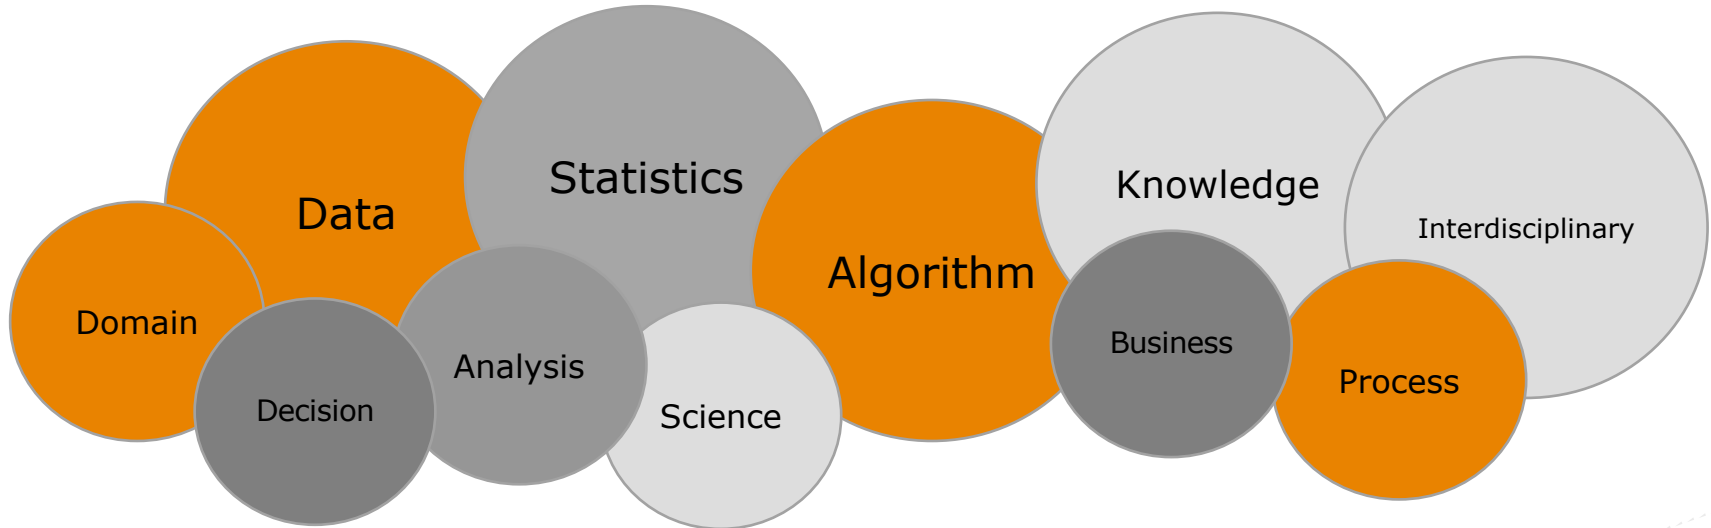 Data
Statistics
Algorithm
Knowledge
Interdisciplinary
Domain
Decision
Analysis
Science
Business
Process